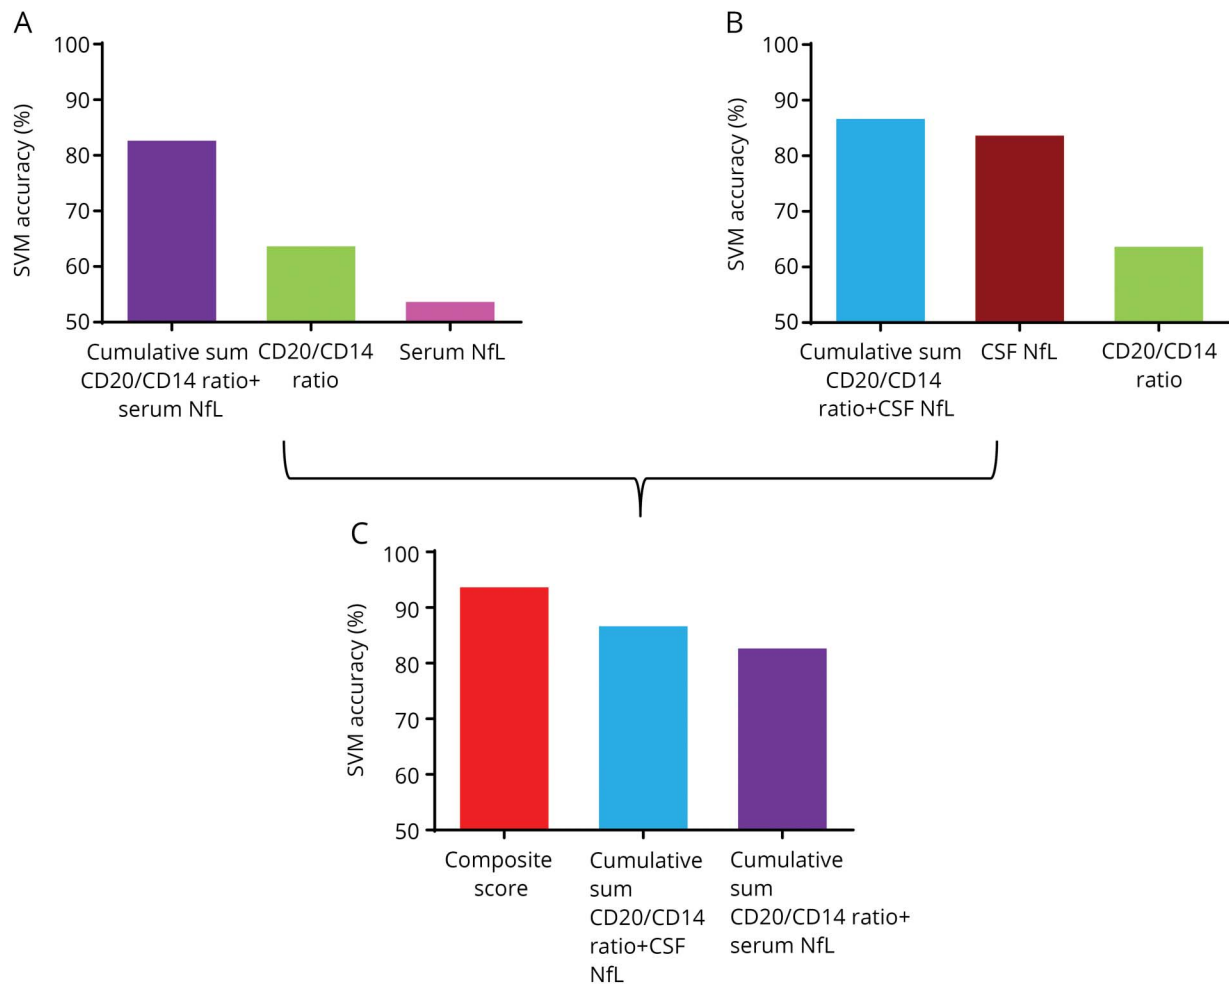 A
SVM accuracy (%)
100
90
80
70
60
50
Cumulative sum
CD20/CD14 ratio+
serum NfL
CD20/CD14
ratio
Serum NfL
B
SVM accuracy (%)
100
90
80
70
60
50
Cumulative sum
CD20/CD14
ratio+CSF NfL
CSF NfL
CD20/CD14
ratio
C
SVM accuracy (%)
100
90
80
70
60
50
Composite
score
Cumulative
sum
CD20/CD14
ratio+CSF
NfL
Cumulative
sum
CD20/CD14 ratio+
serum NfL